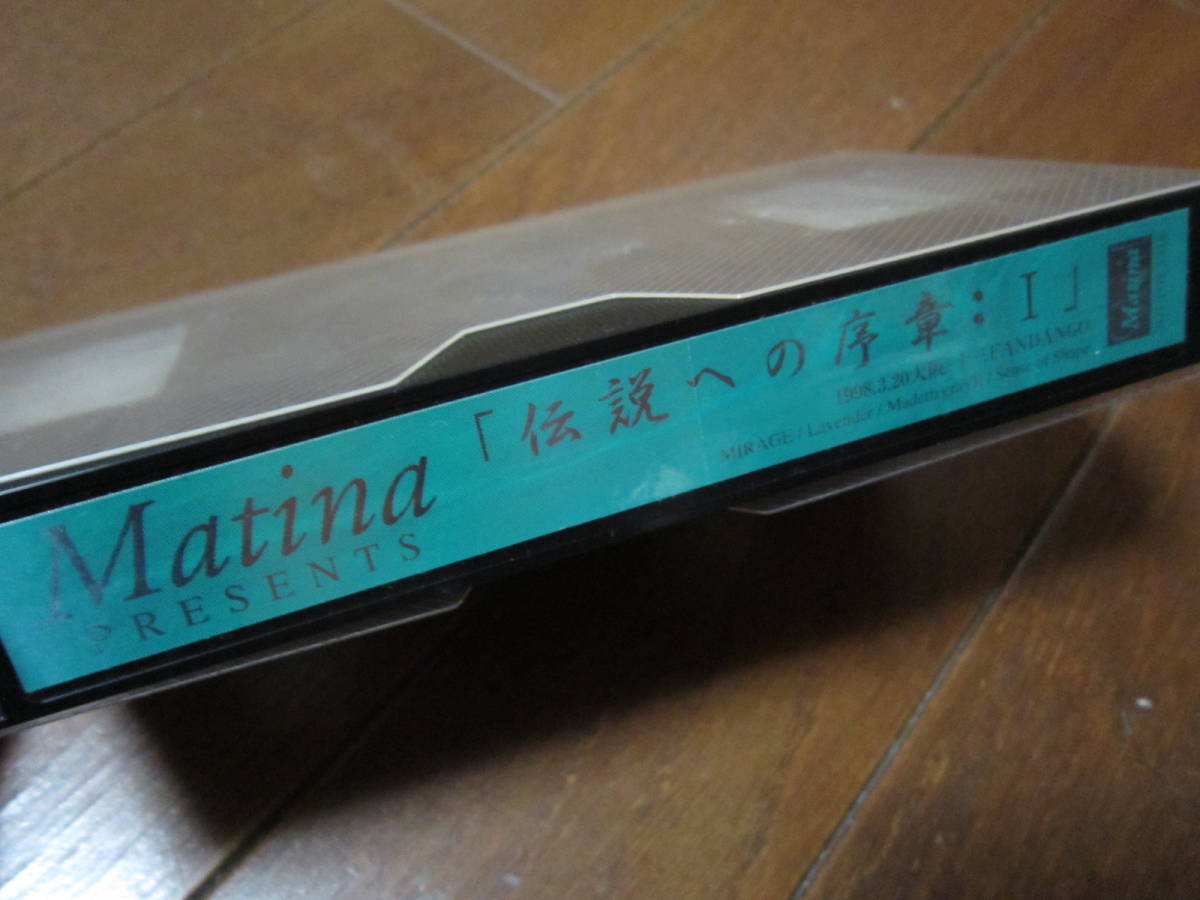 Matina
PRESENTS
「伝説への序章:I」
1998.3.20大阪 FANDANGO
MIRAGE / Lavender / Madeth gray'll / Sense of Shape
Matina